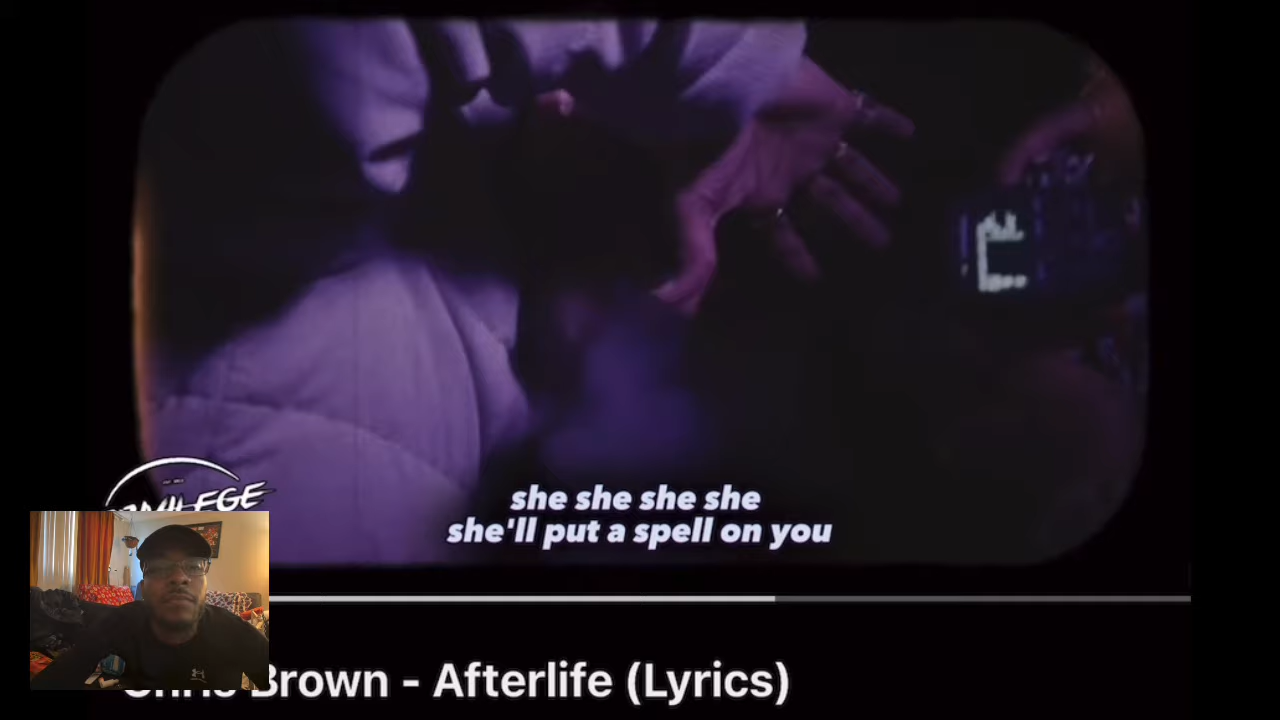 she she she she
she'll put a spell on you
Brown - Afterlife (Lyrics)